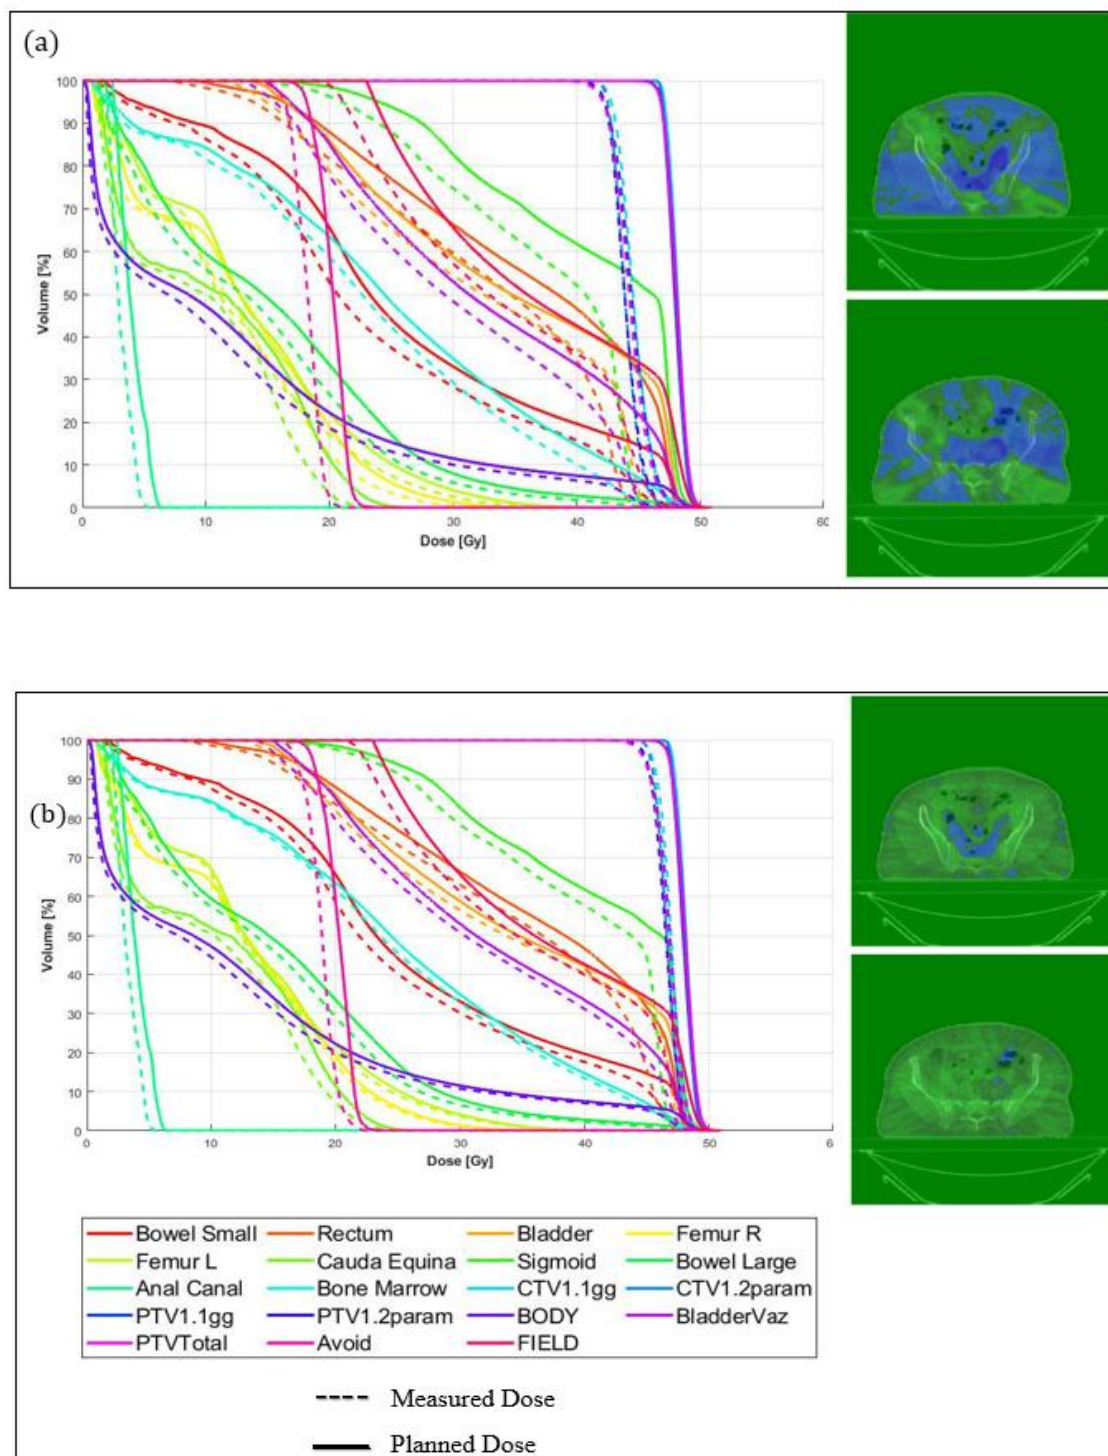 (a)
100
90
80
70
60
50
40
30
20
10
0
Volume [%]
0 10 20 30 40 50 60
Dose [Gy]
(b)
100
90
80
70
60
50
40
30
20
10
0
Volume [%]
0 10 20 30 40 50 6
Dose [Gy]
Bowel Small Rectum Bladder Femur R
Femur L Cauda Equina Sigmoid Bowel Large
Anal Canal Bone Marrow CTV1.1gg CTV1.2param
PTV1.1gg PTV1.2param BODY BladderVaz
PTVTotal Avoid FIELD
Measured Dose
Planned Dose